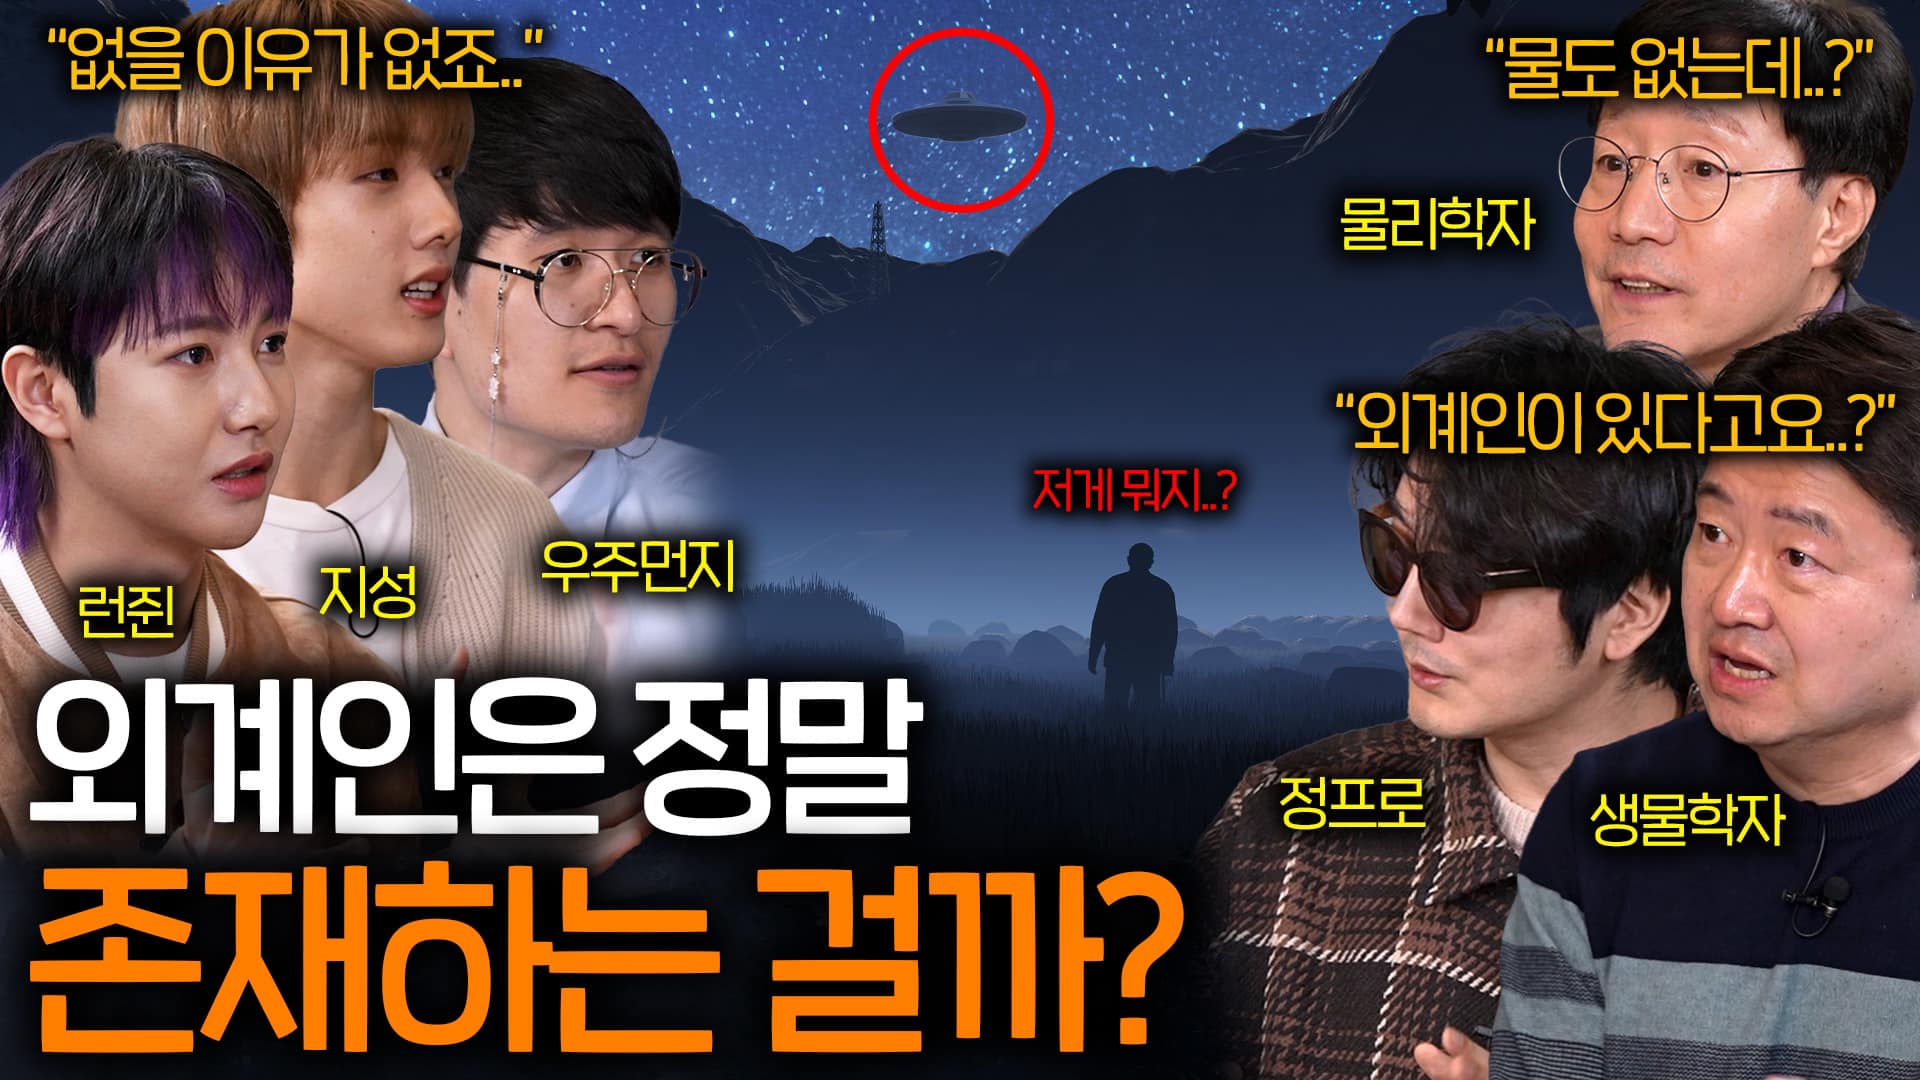 “없을 이유가 없죠..”
“물도 없는데..?”
물리학자
“외계인이 있다고요..?”
저게 뭐지..?
우주먼지
지성
런쥔
정프로
생물학자
외계인은 정말
존재하는 걸까?